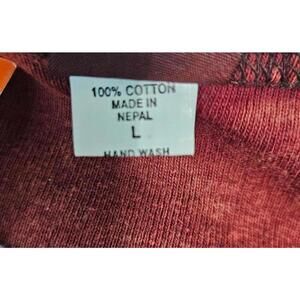 100% COTTON
MADE IN
NEPAL
L
HAND WASH